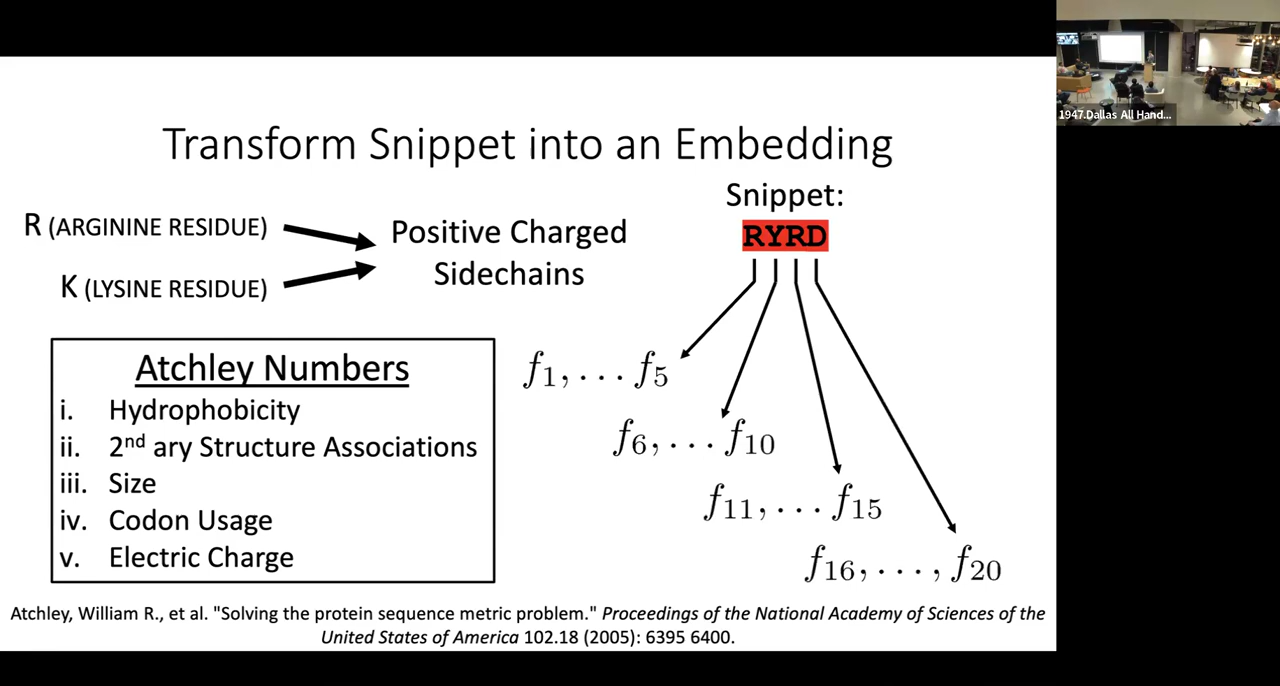 Transform Snippet into an Embedding
R (ARGININE RESIDUE)
K (LYSINE RESIDUE)
Positive Charged
Sidechains
Snippet:
RYRD
f1, . . . f5
f6, . . . f10
f11, . . . f15
f16, . . . , f20
Atchley Numbers
i. Hydrophobicity
ii. 2nd ary Structure Associations
iii. Size
iv. Codon Usage
v. Electric Charge
Atchley, William R., et al. "Solving the protein sequence metric problem." Proceedings of the National Academy of Sciences of the
United States of America 102.18 (2005): 6395 6400.
1947.Dallas All Hand...